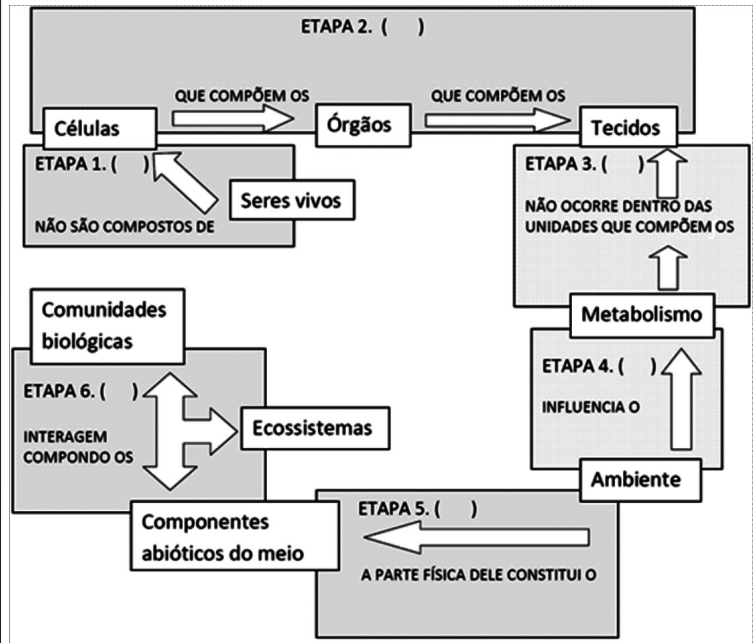 ETAPA 2. (    )
QUE COMPÕEM OS
QUE COMPÕEM OS
Células
Órgãos
Tecidos
ETAPA 1. (    )
Seres vivos
NÃO SÃO COMPOSTOS DE
ETAPA 3. (    )
NÃO OCORRE DENTRO DAS
UNIDADES QUE COMPÕEM OS
Metabolismo
Comunidades
biológicas
ETAPA 4. (    )
INFLUENCIA O
ETAPA 6. (    )
INTERAGEM
COMPONDO OS
Ecossistemas
Ambiente
Componentes
abióticos do meio
ETAPA 5. (    )
A PARTE FÍSICA DELE CONSTITUI O